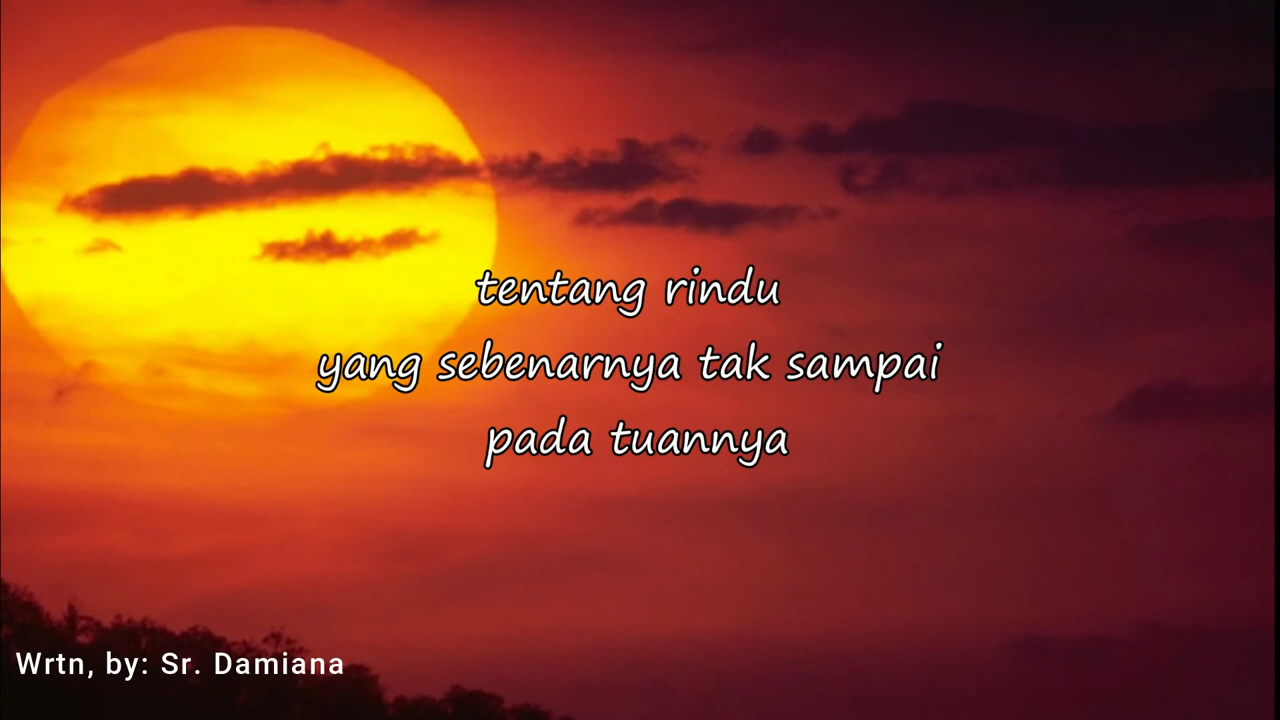 tentang rindu
yang sebenarnya tak sampai
pada tuannya
Wrtn, by: Sr. Damiana